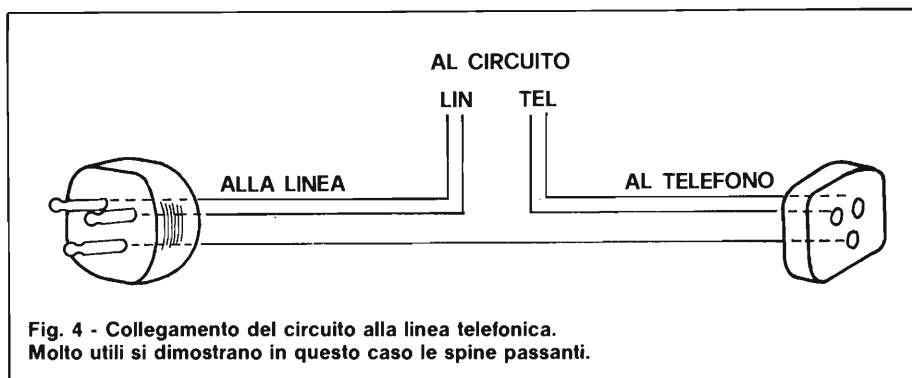 AL CIRCUITO
LIN TEL
ALLA LINEA
AL TELEFONO
Fig. 4 - Collegamento del circuito alla linea telefonica.
Molto utili si dimostrano in questo caso le spine passanti.